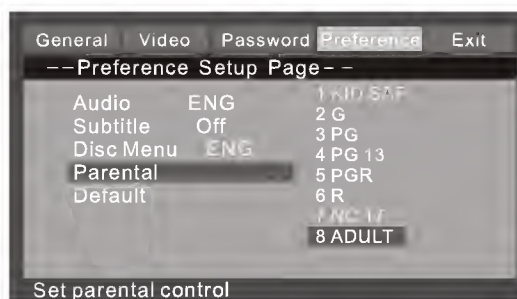 General Video Password Preference Exit
--Preference Setup Page--
Audio ENG
Subtitle Off
Disc Menu ENG
Parental
Default
1 KID SAF
2 G
3 PG
4 PG 13
5 PGR
6 R
7 NC 17
8 ADULT
Set parental control